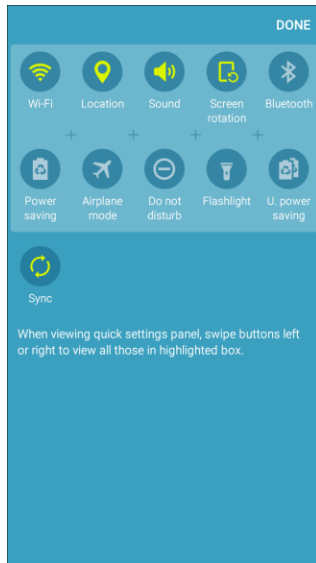 DONE
Wi-Fi Location Sound Screen rotation Bluetooth
Power saving Airplane mode Do not disturb Flashlight U. power saving
Sync
When viewing quick settings panel, swipe buttons left
or right to view all those in highlighted box.